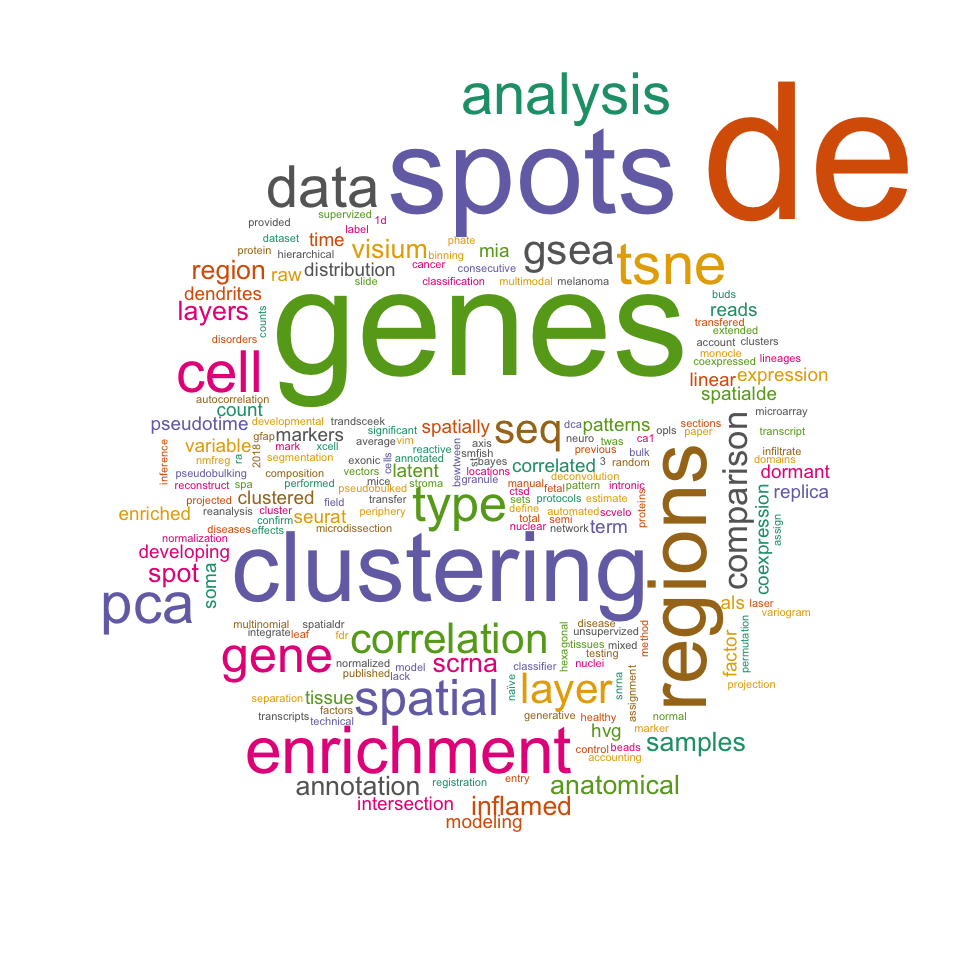 analysis
de
spots
data
supervized
provided
1d
label
dataset
time
visium
phate
binning
mia
gsea
tsne
protein
hierarchical
region
raw
distribution
cancer
consecutive
slide
classification
multimodal
melanoma
dendrites
layers
counts
genes
buds
reads
transfered
extended
account
clusters
monocle
coexpressed
lineages
disorders
cell
linear
expression
spatialde
autocorrelation
count
pseudotime
developmental
trandsceek
significant
spatially
seq
dca
patterns
opls
sections
microarray
gfap
markers
average
vim
axis
neuro
twas
paper
transcript
variable
mark
xcell
reactive
bewtween
smfish
previous
ca1
inference
2018
segmentation
exonic
cells
annotated
st
bayes
correlated
3
random
bulk
infiltrate
domains
nmfreg
ra
pseudobulking
composition
mice
transfer
latent
locations
deconvolution
dormant
reconstruct
spa
vectors
performed
stroma
granule
manual
pattern
intronic
projected
clustered
pseudobulked
type
ctsd
fetal
estimate
replica
reanalysis
cluster
field
sets
protocols
proteins
comparison
coexpression
assign
enriched
confirm
seurat
periphery
define
automated
scvelo
diseases
effects
microdissection
total
semi
nuclear
network
term
normalization
developing
regions
clustering
spot
soma
pca
als
laser
variogram
multinomial
spatialdr
integrate
leaf
fdr
correlation
hexagonal
disease
unsupervized
tissues
mixed
testing
method
factor
permutation
gene
normalized
published
model
lack
scrna
classifier
nuclei
naïve
snrna
assignment
projection
separation
tissue
spatial
layer
factors
transcripts
technical
generative
healthy
normal
hvg
marker
enrichment
control
beads
accounting
samples
annotation
registration
entry
anatomical
intersection
inflamed
modeling